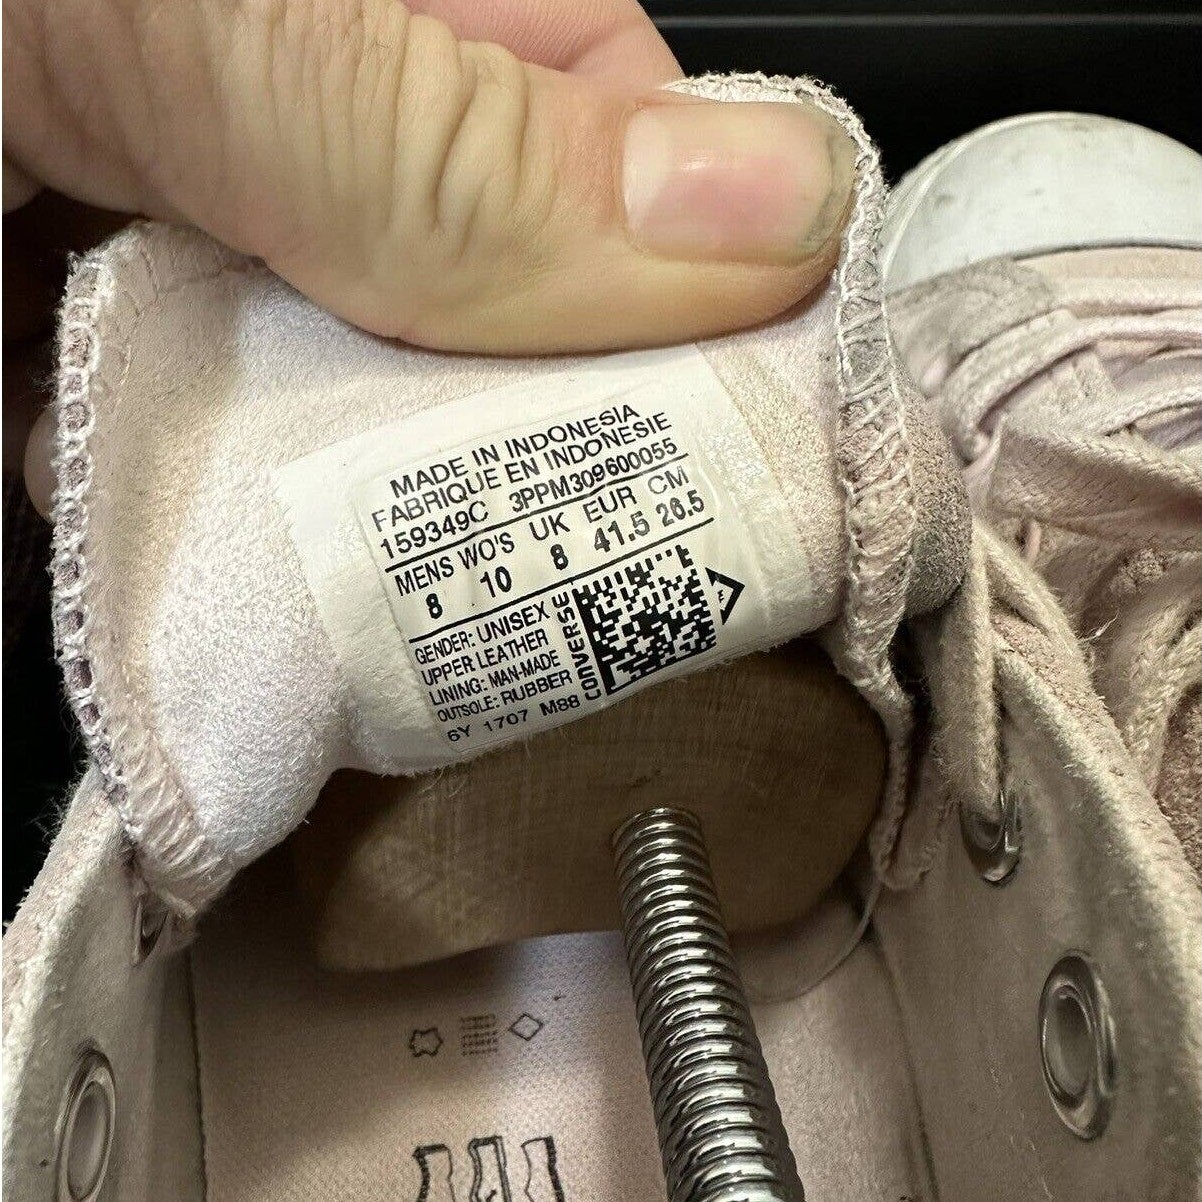 MADE IN INDONESIA
FABRIQUE EN INDONESIE
159349C 3PPM309600055
MENS WO'S UK EUR CM
8 10 8 41.5 26.5
GENDER: UNISEX
UPPER LEATHER
LINING: MAN-MADE
OUTSOLE: RUBBER
6Y 1707 M88
CONVERSE
E